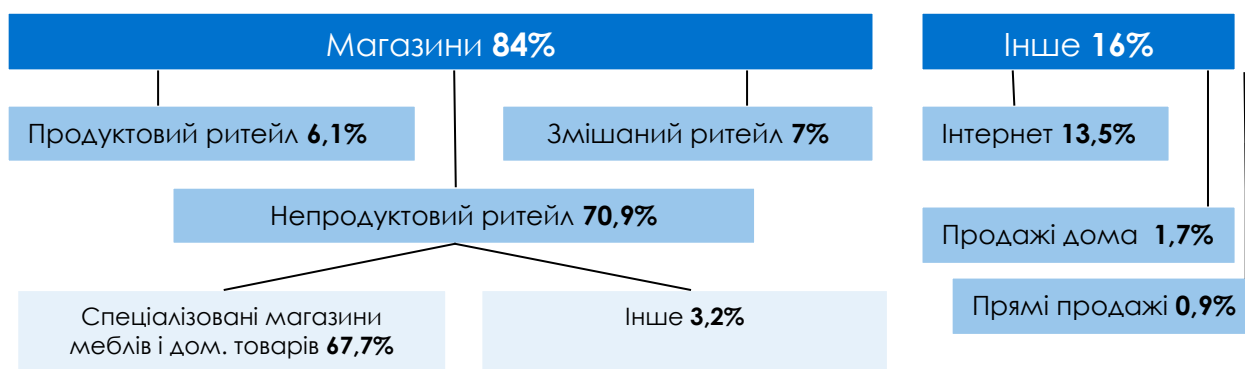 Магазини 84%
Інше 16%
Продуктовий ритейл 6,1%
Змішаний ритейл 7%
Інтернет 13,5%
Непродуктовий ритейл 70,9%
Продажі дома 1,7%
Прямі продажі 0,9%
Спеціалізовані магазини
меблів і дом. товарів 67,7%
Інше 3,2%